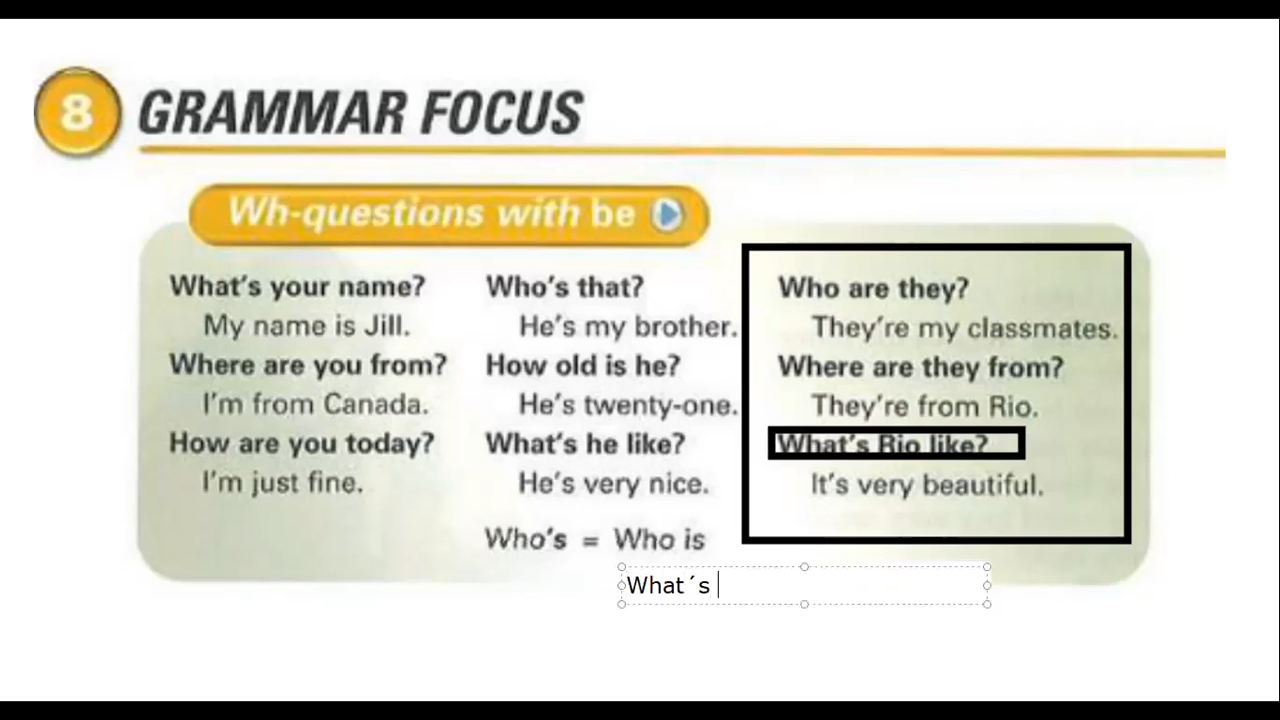 8 GRAMMAR FOCUS
Wh-questions with be
What's your name?
My name is Jill.
Where are you from?
I'm from Canada.
How are you today?
I'm just fine.
Who's that?
He's my brother.
How old is he?
He's twenty-one.
What's he like?
He's very nice.
Who's = Who is
Who are they?
They're my classmates.
Where are they from?
They're from Rio.
What's Rio like?
It's very beautiful.
What´s